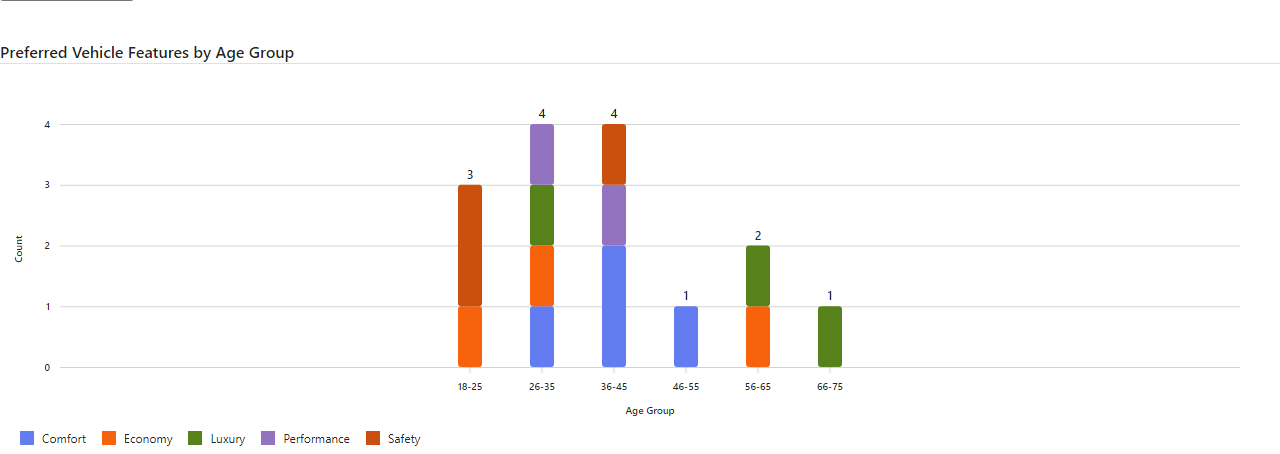 Preferred Vehicle Features by Age Group
4 4
4
3
3
2
2
1 1
1
0
Count
18-25 26-35 36-45 46-55 56-65 66-75
Age Group
Comfort Economy Luxury Performance Safety